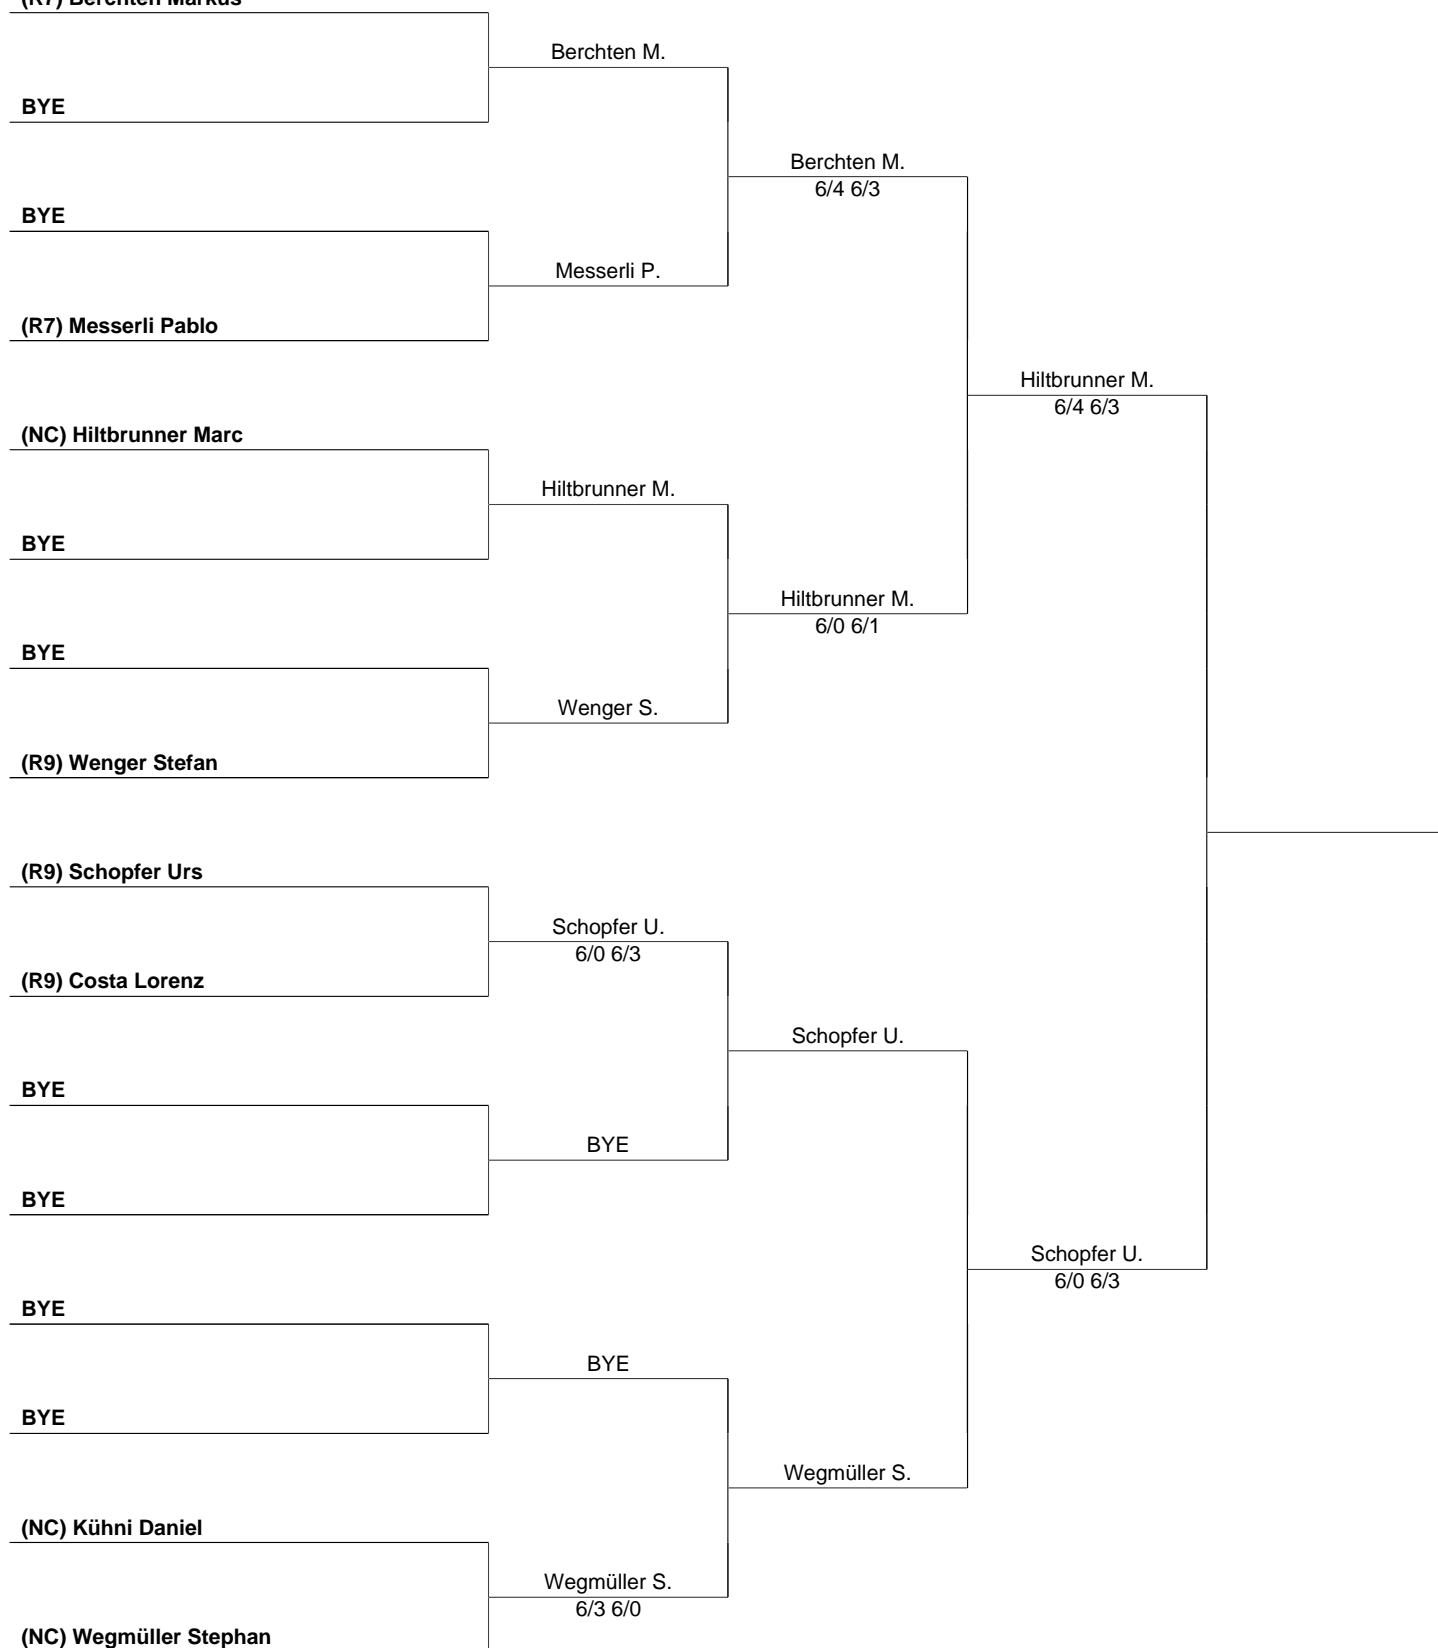 (R7) Berchten Markus
Berchten M.
BYE
Berchten M.
6/4 6/3
BYE
Messerli P.
(R7) Messerli Pablo
Hiltbrunner M.
6/4 6/3
(NC) Hiltbrunner Marc
Hiltbrunner M.
BYE
Hiltbrunner M.
6/0 6/1
BYE
Wenger S.
(R9) Wenger Stefan
(R9) Schopfer Urs
Schopfer U.
6/0 6/3
(R9) Costa Lorenz
Schopfer U.
BYE
BYE
BYE
Schopfer U.
6/0 6/3
BYE
BYE
BYE
Wegmüller S.
(NC) Kühni Daniel
Wegmüller S.
6/3 6/0
(NC) Wegmüller Stephan